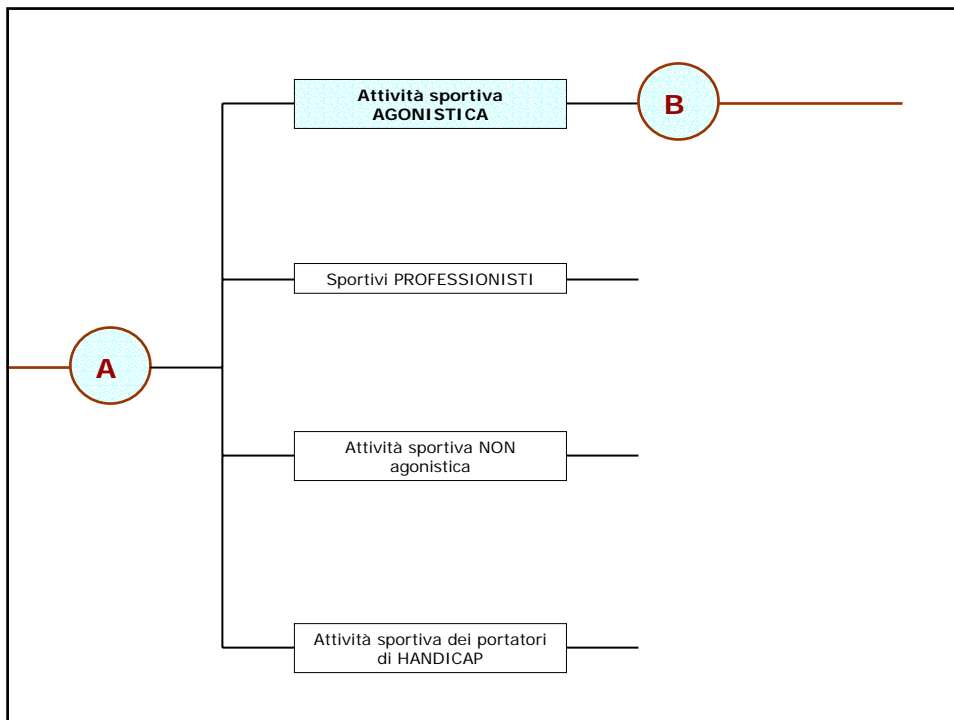 Attività sportiva
AGONISTICA
B
Sportivi PROFESSIONISTI
A
Attività sportiva NON
agonistica
Attività sportiva dei portatori
di HANDICAP